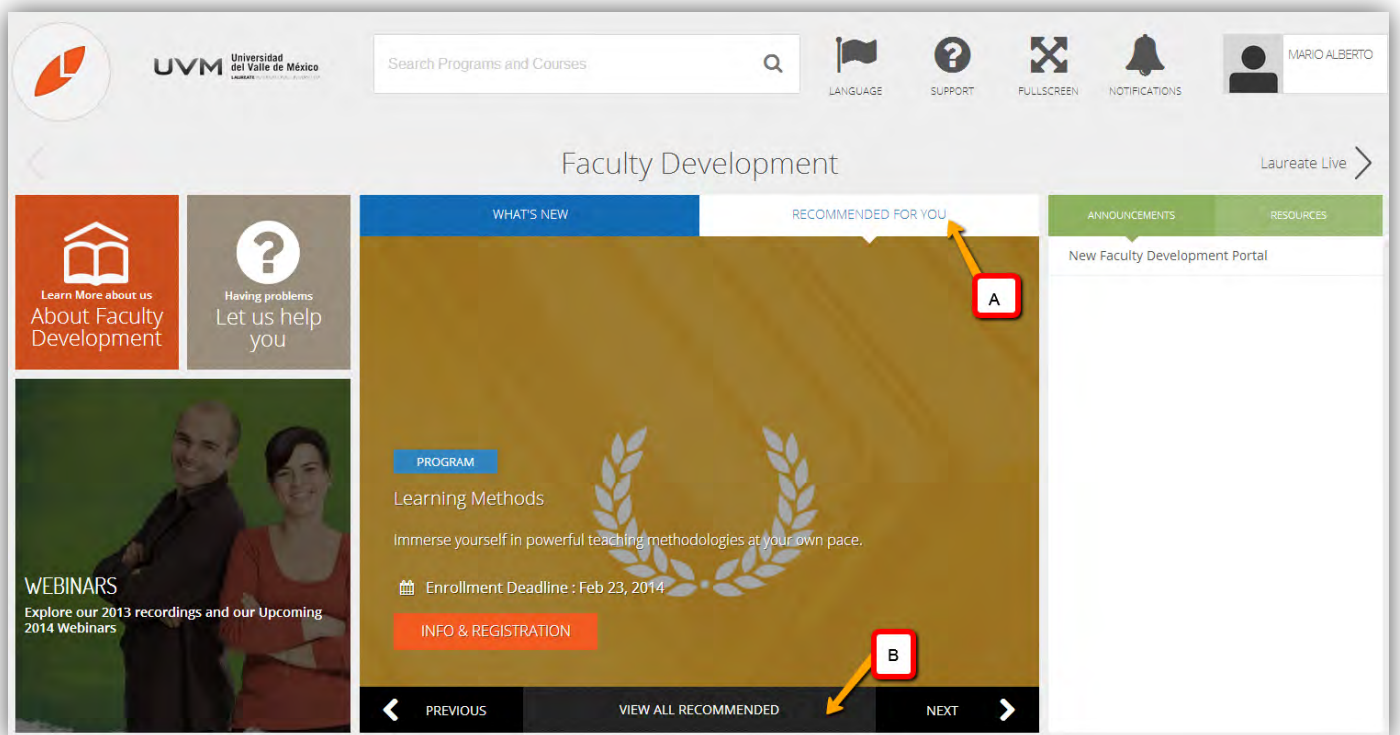 UVM Universidad
del Valle de México
Search Programs and Courses
LANGUAGE
SUPPORT
FULLSCREEN
NOTIFICATIONS
MARIO ALBERTO
Faculty Development
Laureate Live
Learn More about us
About Faculty
Development
Having problems
Let us help
you
WHAT'S NEW
RECOMMENDED FOR YOU
A
ANNOUNCEMENTS
RESOURCES
New Faculty Development Portal
PROGRAM
Learning Methods
Immerse yourself in powerful teaching methodologies at your own pace.
Enrollment Deadline : Feb 23, 2014
INFO & REGISTRATION
WEBINARS
Explore our 2013 recordings and our Upcoming
2014 Webinars
B
PREVIOUS
VIEW ALL RECOMMENDED
NEXT